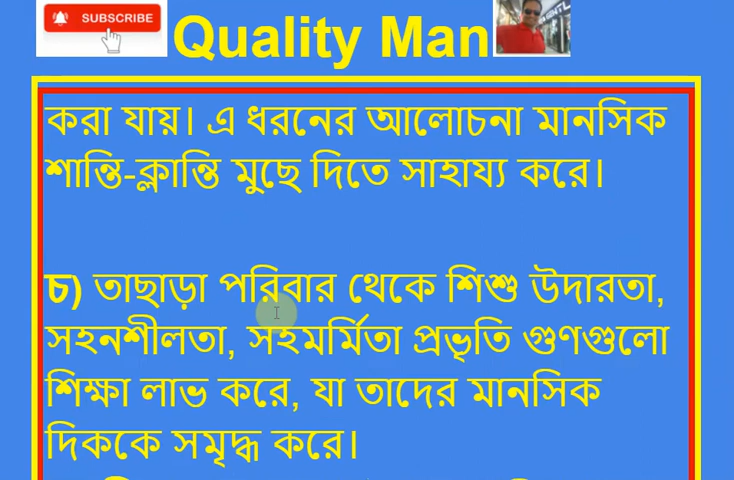 SUBSCRIBE
Quality Man
করা যায়। এ ধরনের আলোচনা মানসিক
শান্তি-ক্লান্তি মুছে দিতে সাহায্য করে।
চ) তাছাড়া পরিবার থেকে শিশু উদারতা,
সহনশীলতা, সহমর্মিতা প্রভৃতি গুণগুলো
শিক্ষা লাভ করে, যা তাদের মানসিক
দিককে সমৃদ্ধ করে।